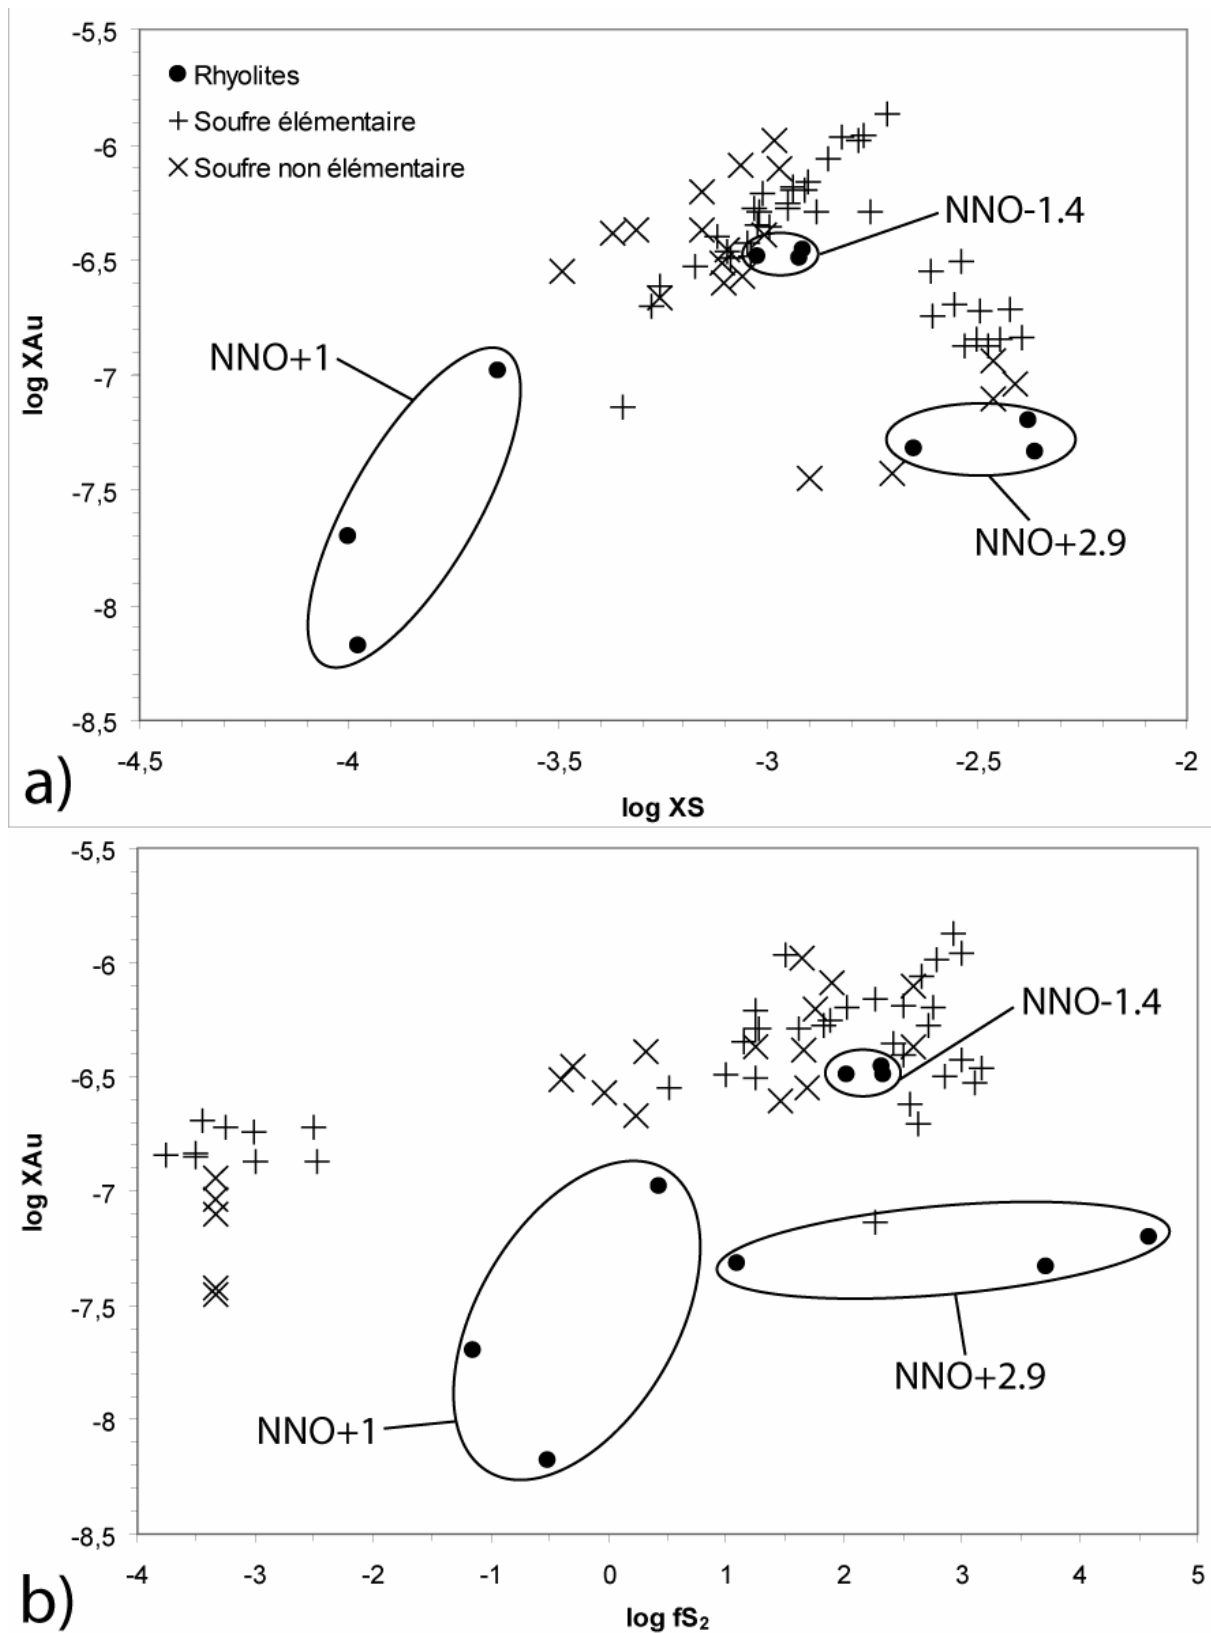 -5,5
Rhyolites
Soufre élémentaire
Soufre non élémentaire
-6
NNO-1.4
-6,5
NNO+1
-7
-7,5
NNO+2.9
-8
-8,5
log XAu
-4,5 -4 -3,5 -3 -2,5 -2
a)
log XS
-5,5
-6
NNO-1.4
-6,5
-7
-7,5
NNO+2.9
NNO+1
-8
-8,5
log XAu
-4 -3 -2 -1 0 1 2 3 4 5
b)
log fS₂